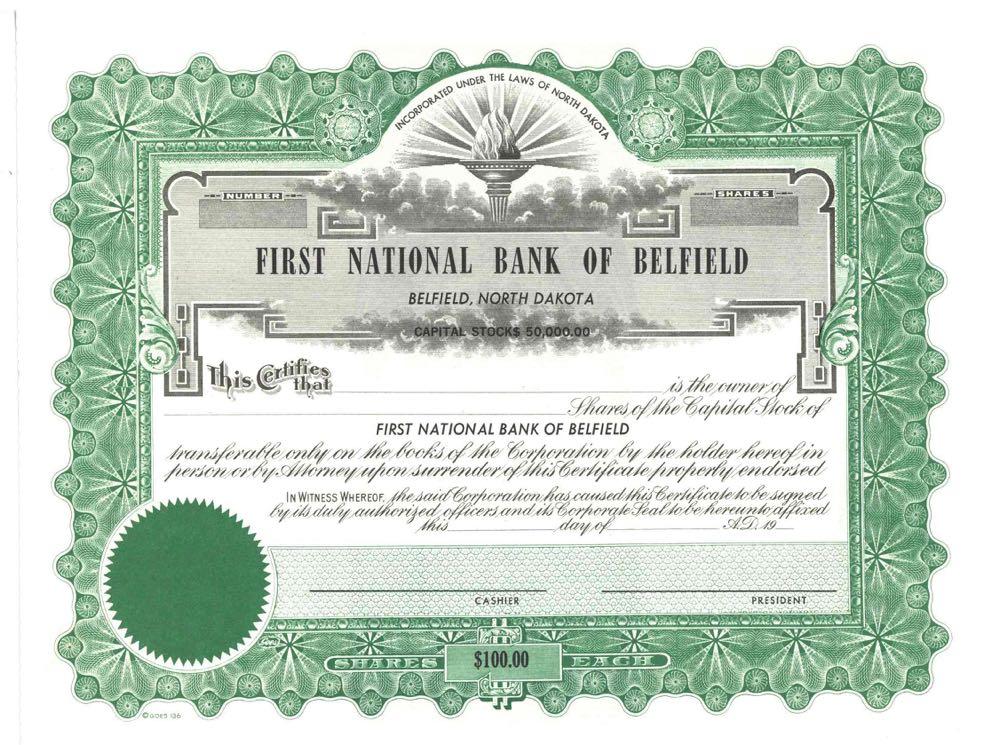 INCORPORATED UNDER THE LAWS OF NORTH DAKOTA
NUMBER
SHARES
FIRST NATIONAL BANK OF BELFIELD
BELFIELD, NORTH DAKOTA
CAPITAL STOCK$ 50,000.00
This Certifies that
is the owner of
Shares of the Capital Stock of
FIRST NATIONAL BANK OF BELFIELD
transferable only on the books of the Corporation by the holder hereof in
person or by Attorney upon surrender of this Certificate properly endorsed
IN WITNESS WHEREOF, the said Corporation has caused this Certificate to be signed
by its duly authorized officers and its Corporate Seal to be hereunto affixed
this day of A.D. 19
CASHIER
PRESIDENT
GOES
SHARES $100.00 EACH
© GOES 136